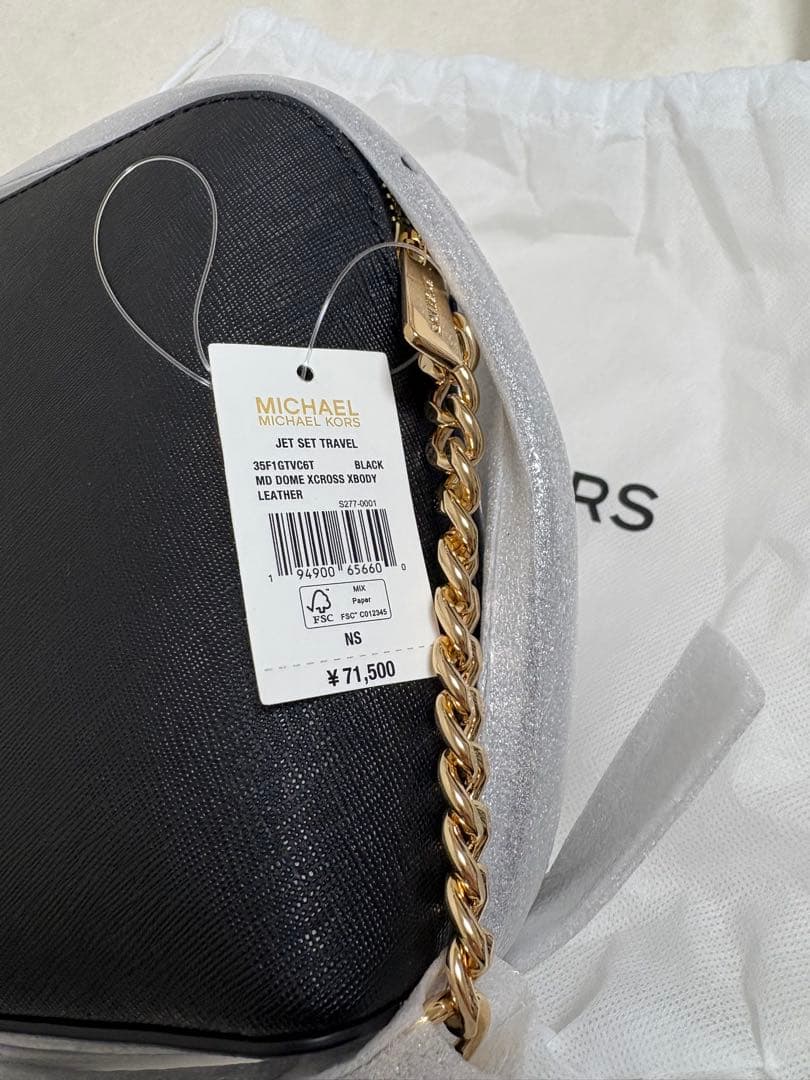 MICHAEL
MICHAEL KORS
JET SET TRAVEL
35F1GTVC6T BLACK
MD DOME XCROSS XBODY
LEATHER
S277-0001
1 94900 65660 0
FSC
MIX
Paper
FSC™ C012345
NS
¥71,500
RS